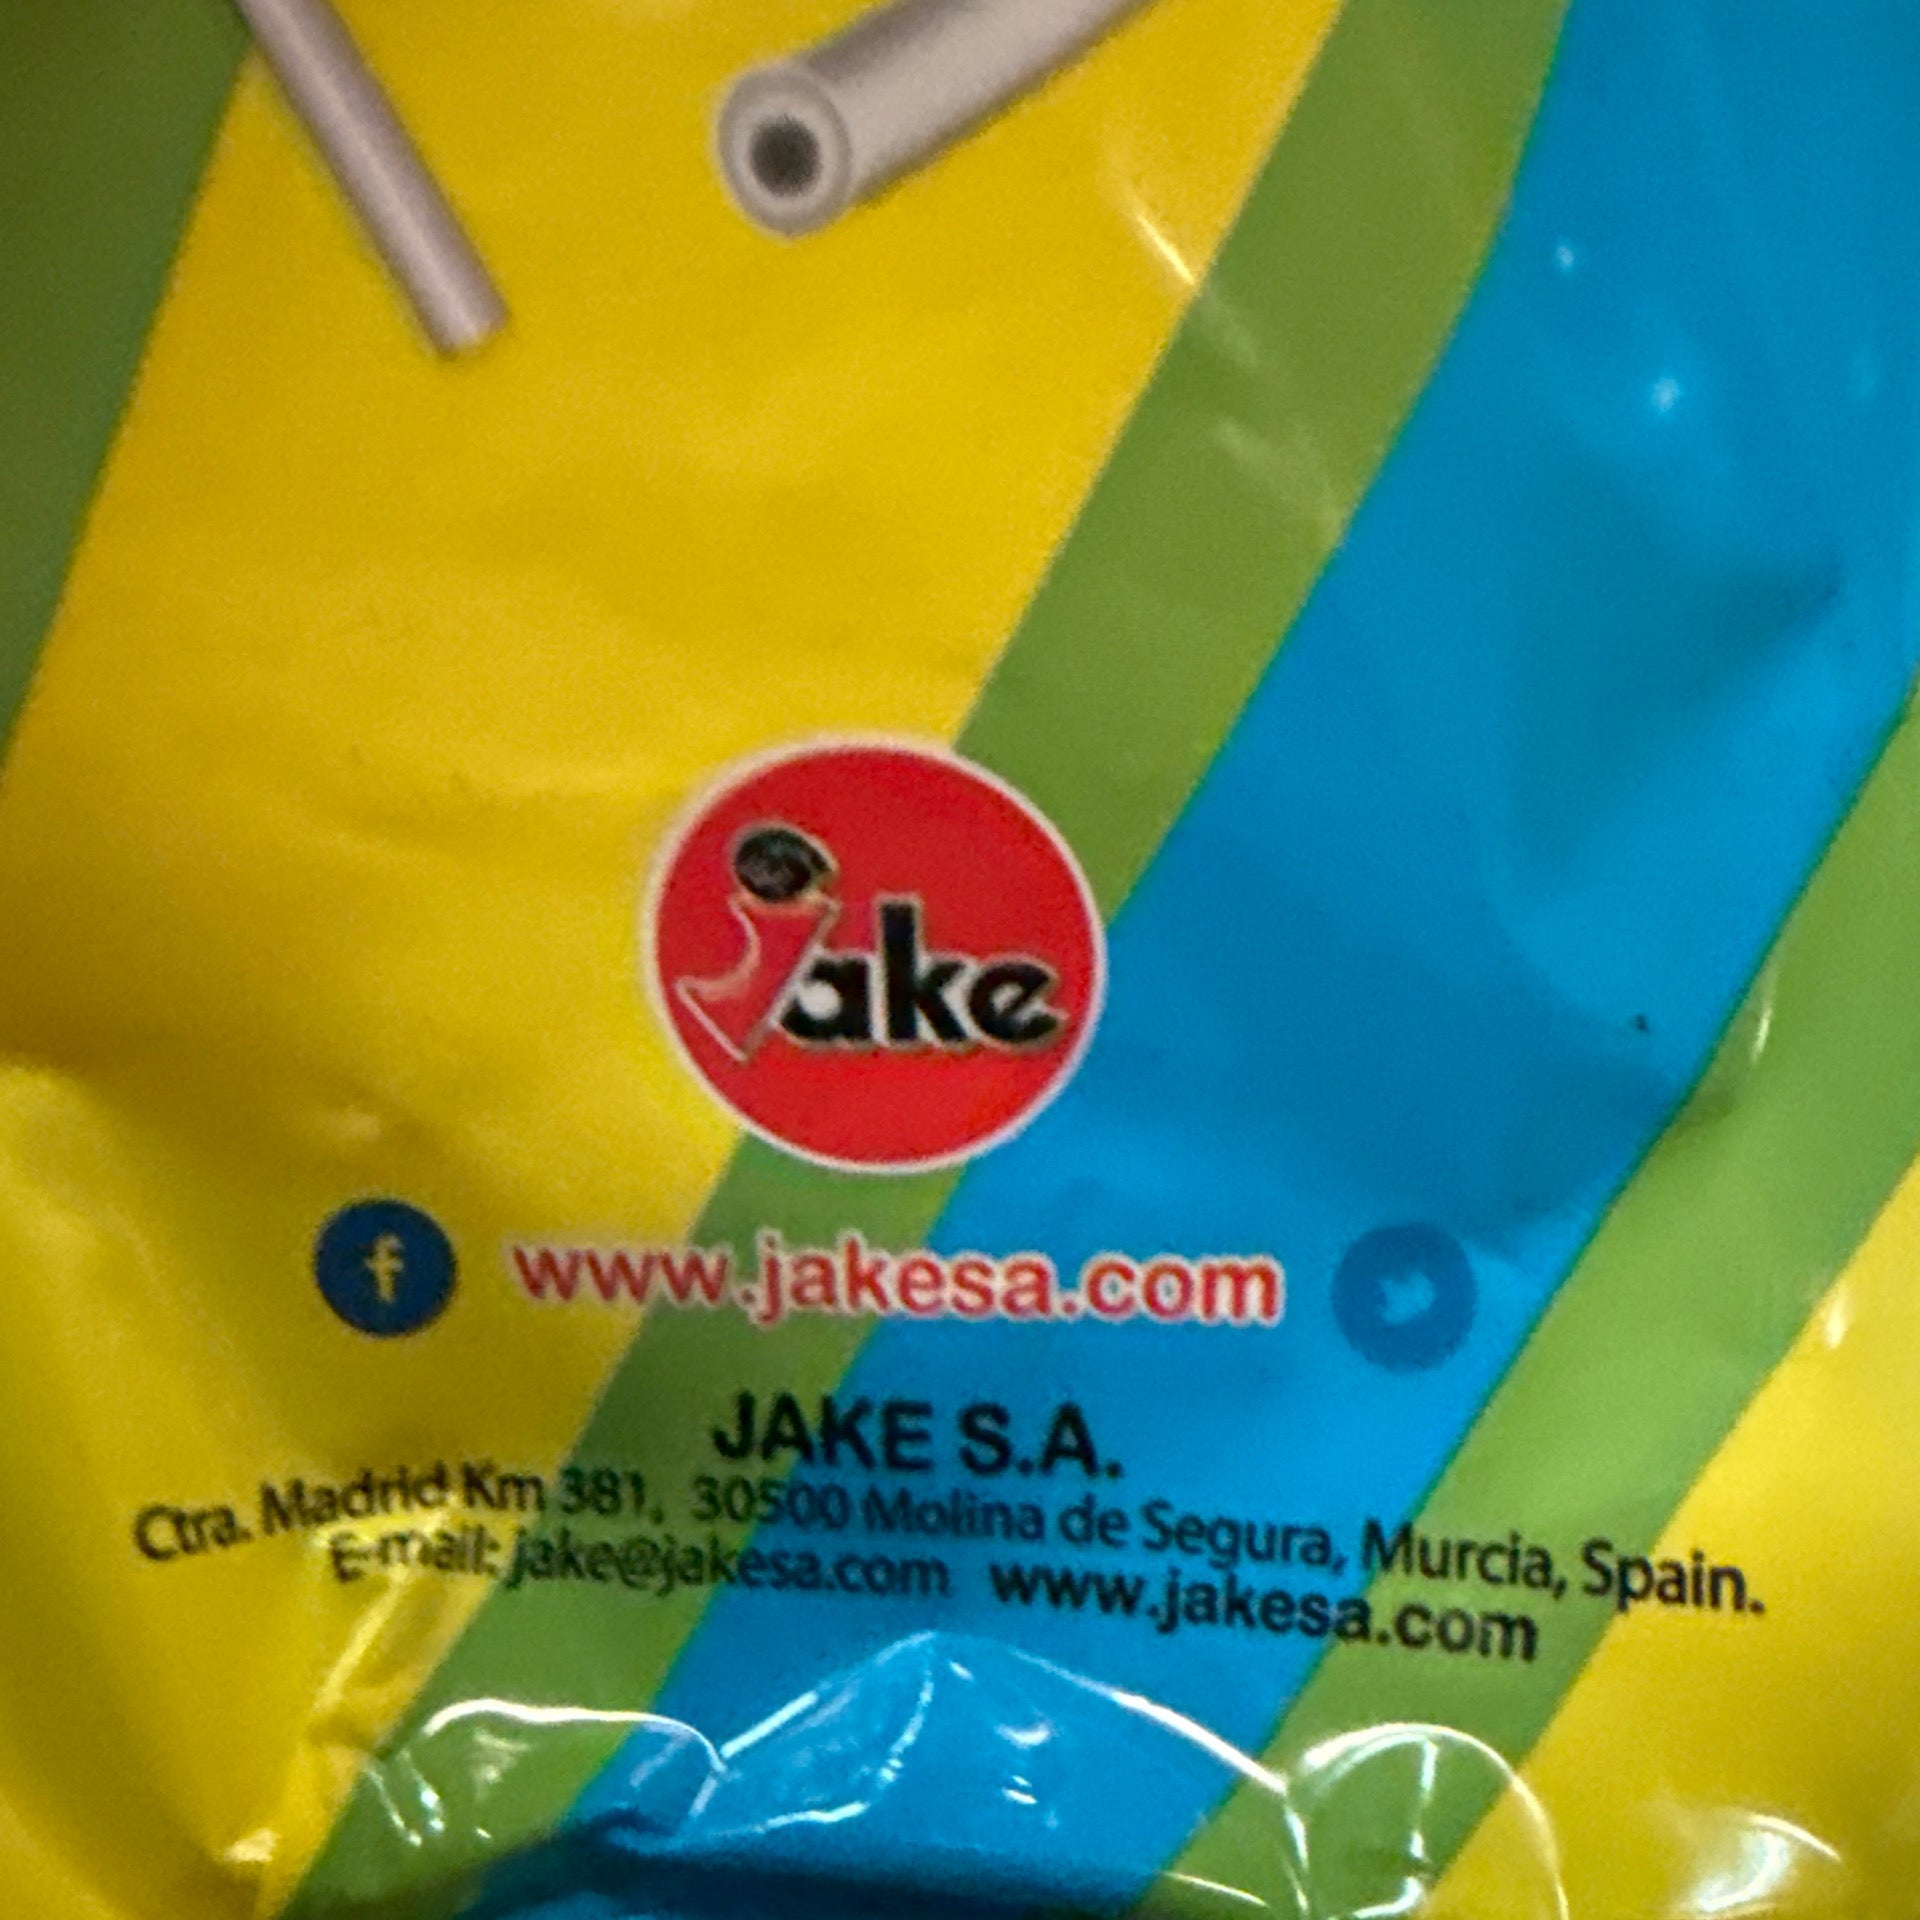 jake
www.jakesa.com
JAKE S.A.
Ctra. Madrid Km 381, 30500 Molina de Segura, Murcia, Spain.
E-mail: jake@jakesa.com www.jakesa.com